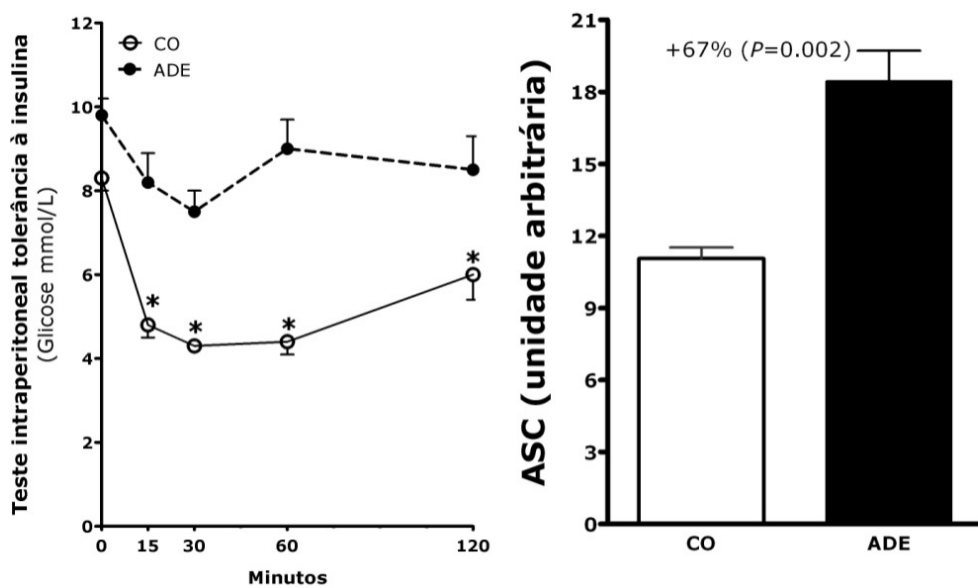 Teste intraperitoneal tolerância à insulina
(Glicose mmol/L)
12
10
8
6
4
2
0
CO
ADE
*
*
*
*
0 15 30 60 120
Minutos
ASC (unidade arbitrária)
21
18
15
12
9
6
3
0
+67% (P=0.002)
CO ADE